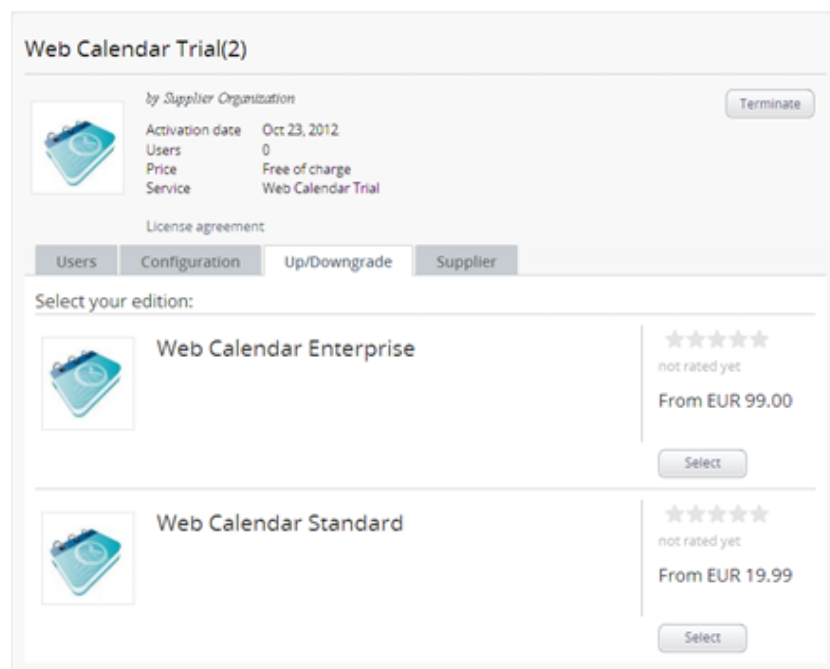 Web Calendar Trial(2)
by Supplier Organization
Terminate
Activation date Oct 23, 2012
Users 0
Price Free of charge
Service Web Calendar Trial
License agreement
Users Configuration Up/Downgrade Supplier
Select your edition:
Web Calendar Enterprise
not rated yet
From EUR 99.00
Select
Web Calendar Standard
not rated yet
From EUR 19.99
Select